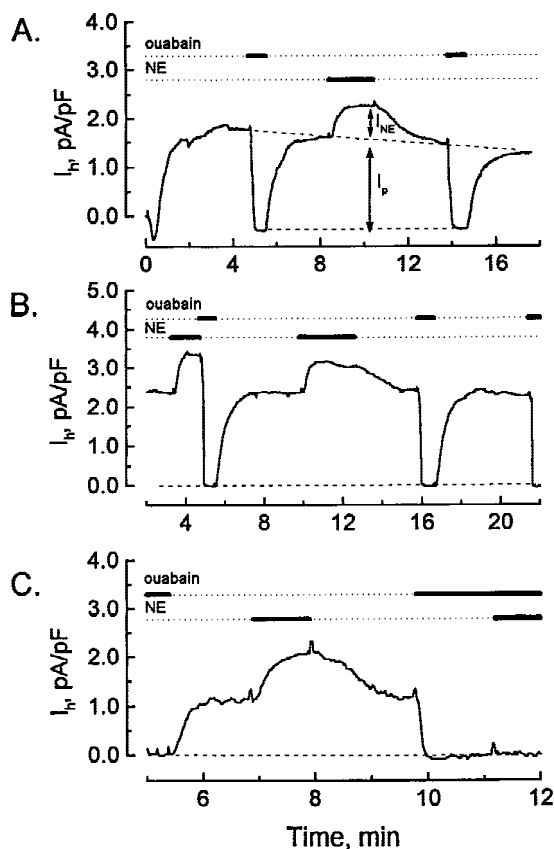 A.
4.0
ouabain
NE
3.0
2.0
1.0
0.0
I_h, pA/pF
I_NE
I_p
0 4 8 12 16
B.
5.0
ouabain
4.0
NE
3.0
2.0
1.0
0.0
I_h, pA/pF
4 8 12 16 20
C.
4.0
ouabain
3.0
NE
2.0
1.0
0.0
I_h, pA/pF
6 8 10 12
Time, min